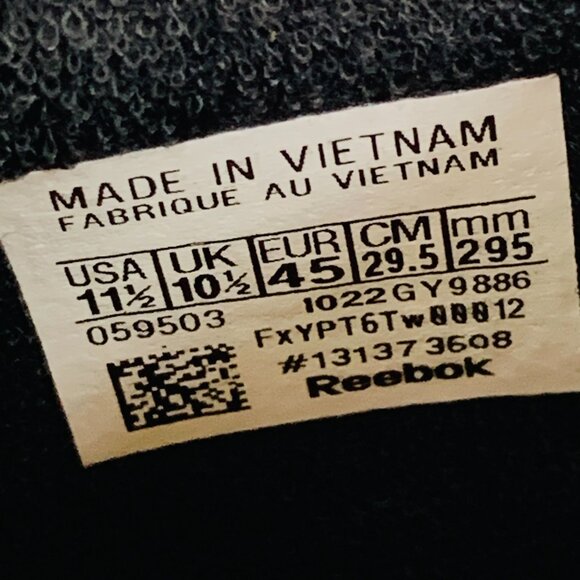 MADE IN VIETNAM
FABRIQUE AU VIETNAM
USA UK EUR CM mm
11½ 10½ 45 29.5 295
059503 1022GY9886
FxYPT6Tw00012
#131373608
Reebok